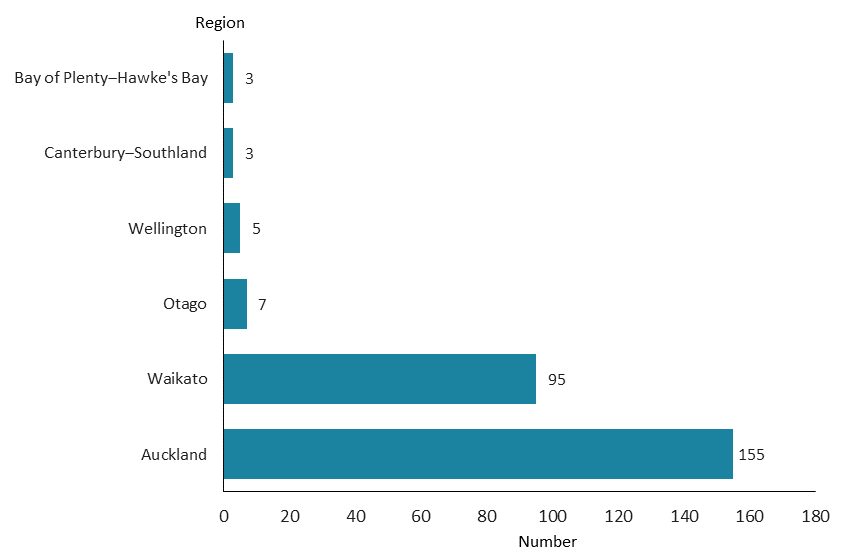 Region
Bay of Plenty–Hawke's Bay 3
Canterbury–Southland 3
Wellington 5
Otago 7
Waikato 95
Auckland 155
0 20 40 60 80 100 120 140 160 180
Number